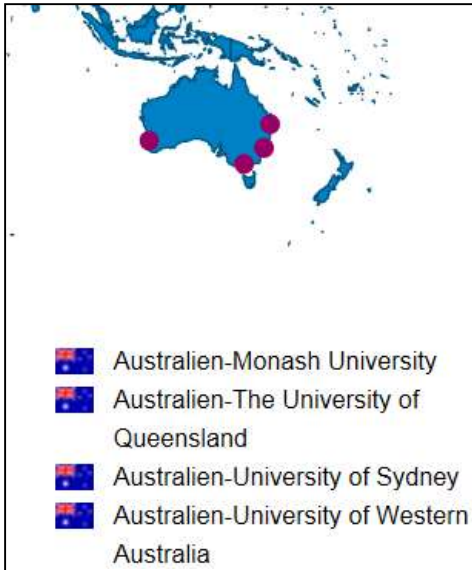 Australien-Monash University
Australien-The University of
Queensland
Australien-University of Sydney
Australien-University of Western
Australia